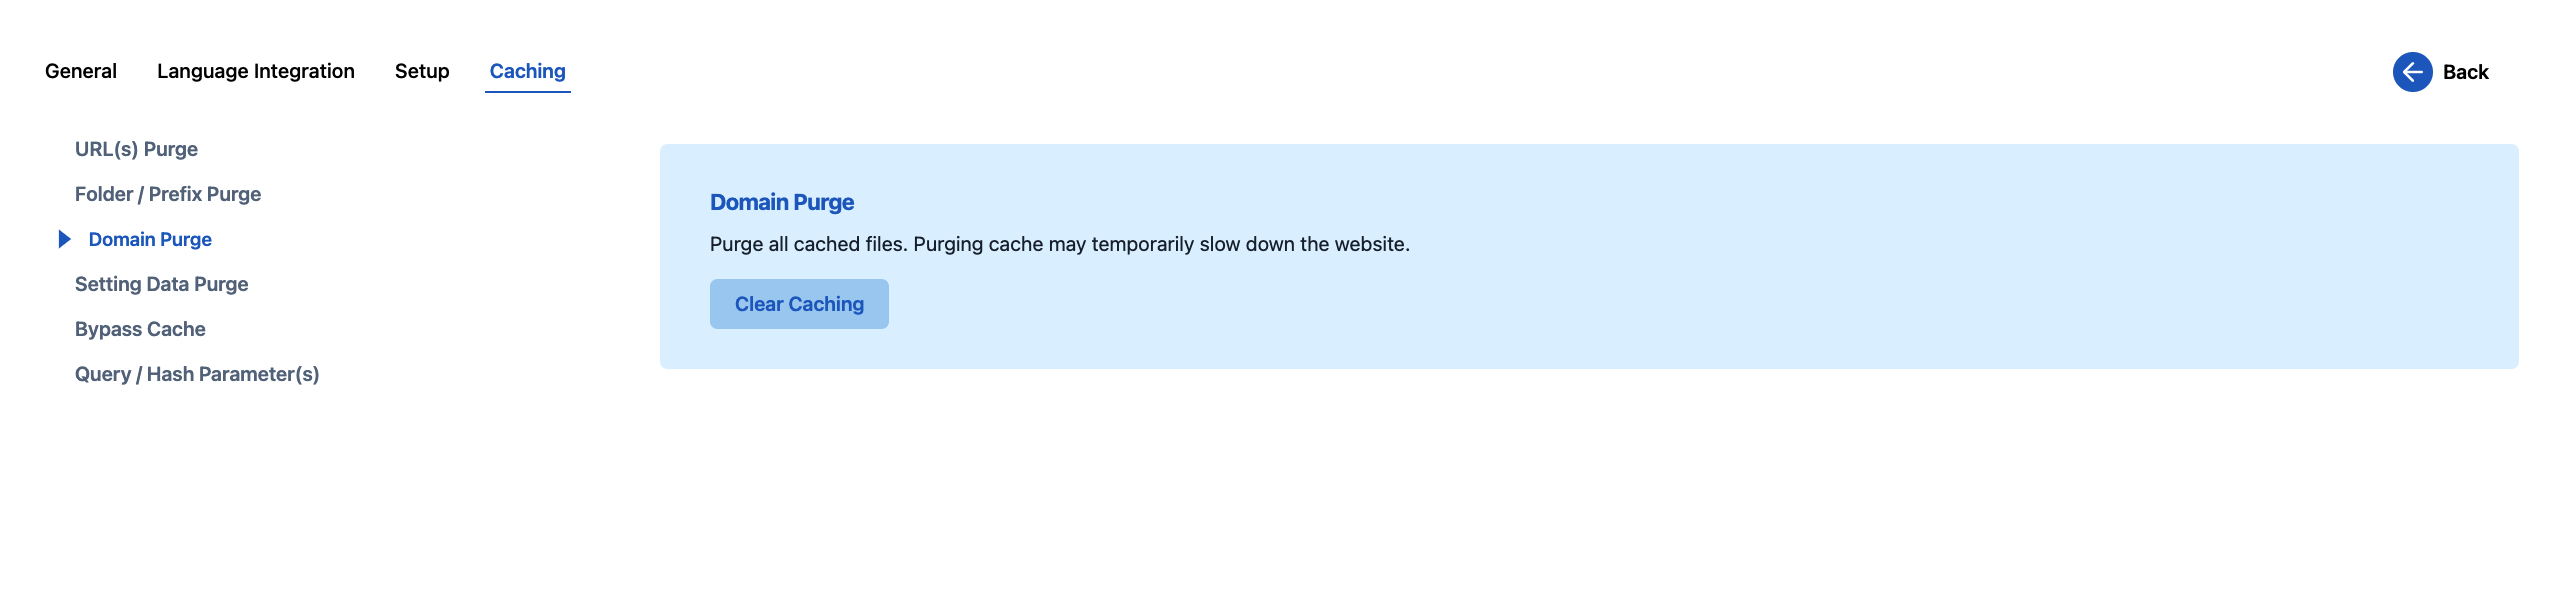 General
Language Integration
Setup
Caching
Back
URL(s) Purge
Folder / Prefix Purge
Domain Purge
Setting Data Purge
Bypass Cache
Query / Hash Parameter(s)
Domain Purge
Purge all cached files. Purging cache may temporarily slow down the website.
Clear Caching